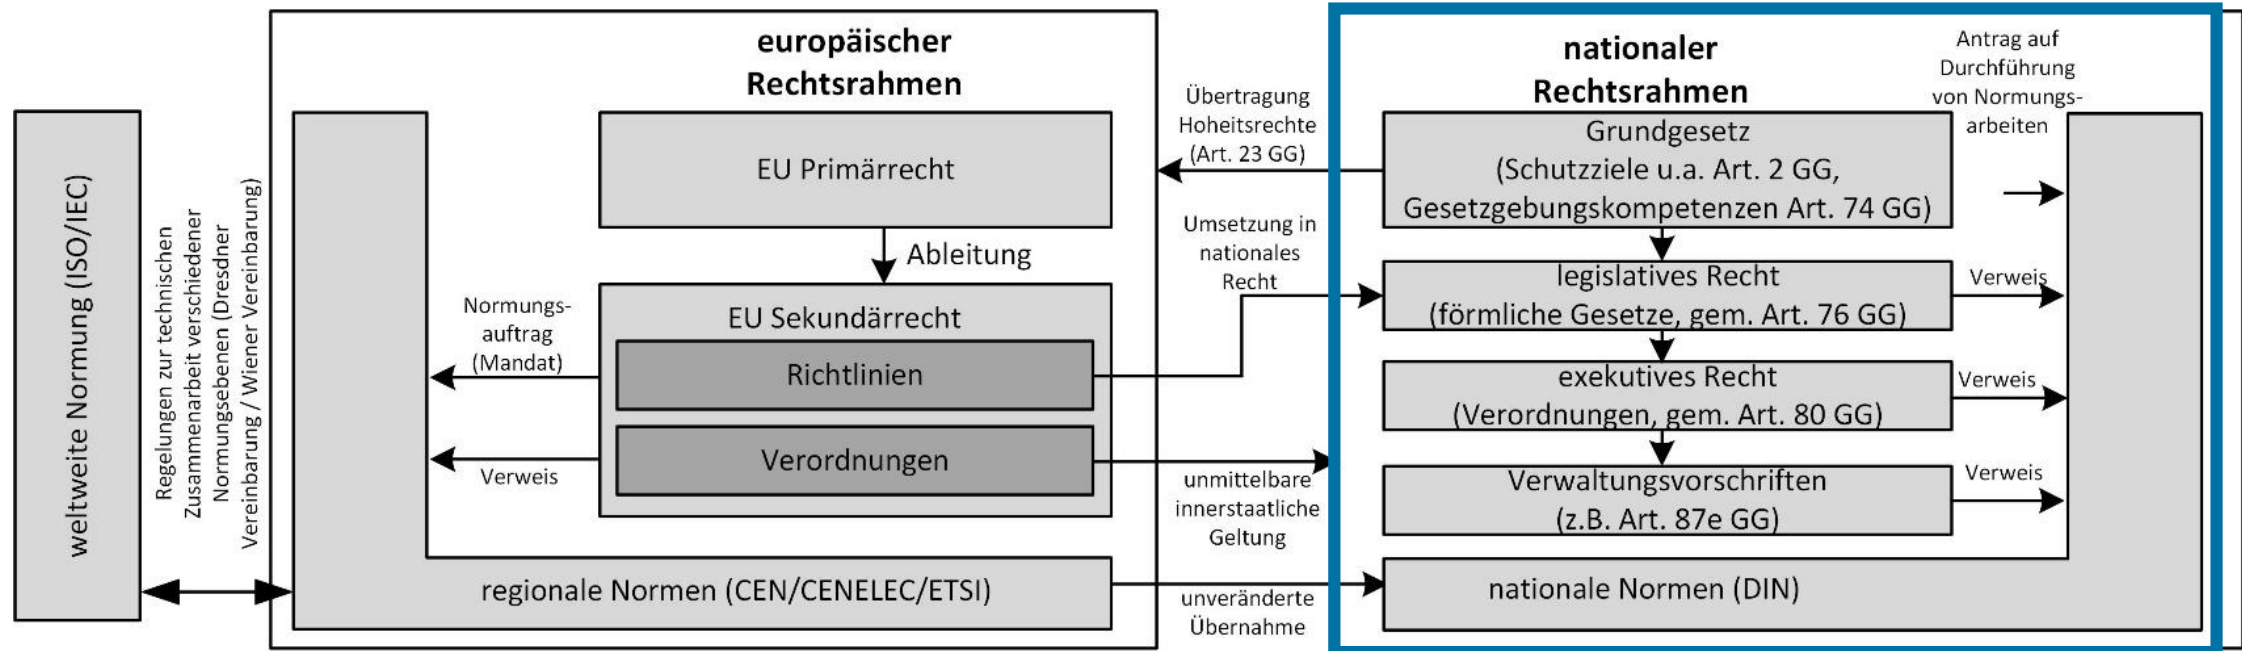 weltweite Normung (ISO/IEC)
Regelungen zur technischen
Zusammenarbeit verschiedener
Normungsebenen (Dresdner
Vereinbarung / Wiener Vereinbarung)
europäischer
Rechtsrahmen
EU Primärrecht
Ableitung
EU Sekundärrecht
Richtlinien
Verordnungen
Normungs-
auftrag
(Mandat)
Verweis
regionale Normen (CEN/CENELEC/ETSI)
Übertragung
Hoheitsrechte
(Art. 23 GG)
Umsetzung in
nationales
Recht
unmittelbare
innerstaatliche
Geltung
unveränderte
Übernahme
nationaler
Rechtsrahmen
Antrag auf
Durchführung
von Normungs-
arbeiten
Grundgesetz
(Schutzziele u.a. Art. 2 GG,
Gesetzgebungskompetenzen Art. 74 GG)
legislatives Recht
(förmliche Gesetze, gem. Art. 76 GG)
Verweis
exekutives Recht
(Verordnungen, gem. Art. 80 GG)
Verweis
Verwaltungsvorschriften
(z.B. Art. 87e GG)
Verweis
nationale Normen (DIN)